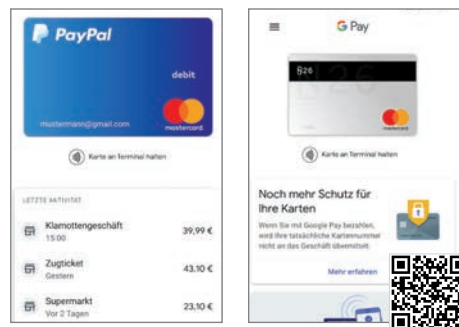 PayPal
debit
mustermann@gmail.com
mastercard
Karte an Terminal halten
LETZTE AKTIVITÄT
Klamottengeschäft
15:00
39,99 €
Zugticket
Gestern
43,10 €
Supermarkt
Vor 2 Tagen
23,10 €
G Pay
N26
Karte an Terminal halten
Noch mehr Schutz für
Ihre Karten
Wenn Sie mit Google Pay bezahlen,
wird Ihre tatsächliche Kartennummer
nicht an das Geschäft übermittelt.
Mehr erfahren